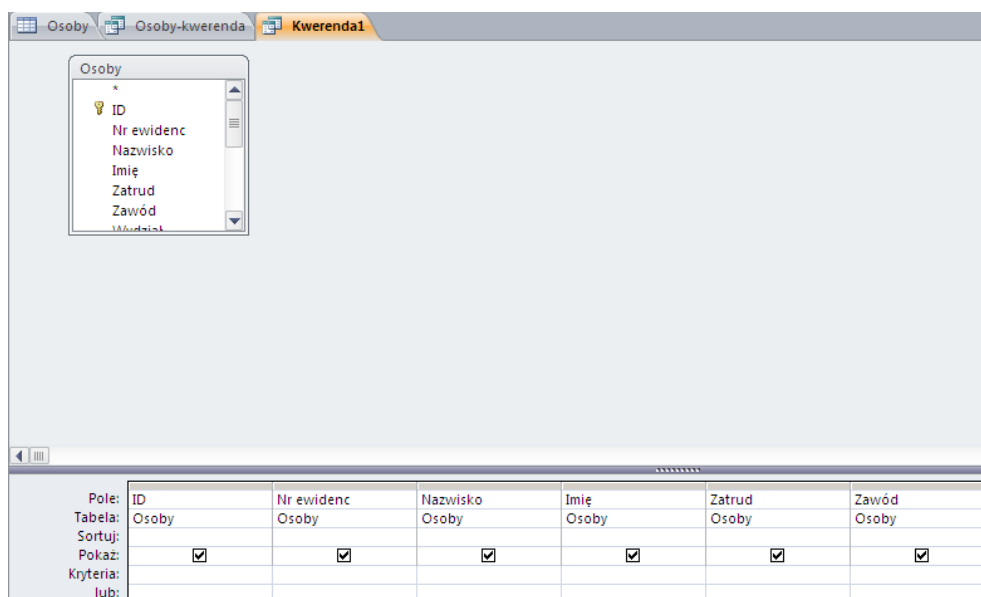 Osoby Osoby-kwerenda Kwerenda1
Osoby
*
ID
Nr ewidenc
Nazwisko
Imię
Zatrud
Zawód
Wydział
Pole: ID Nr ewidenc Nazwisko Imię Zatrud Zawód
Tabela: Osoby Osoby Osoby Osoby Osoby Osoby
Sortuj:
Pokaż:
Kryteria:
lub: